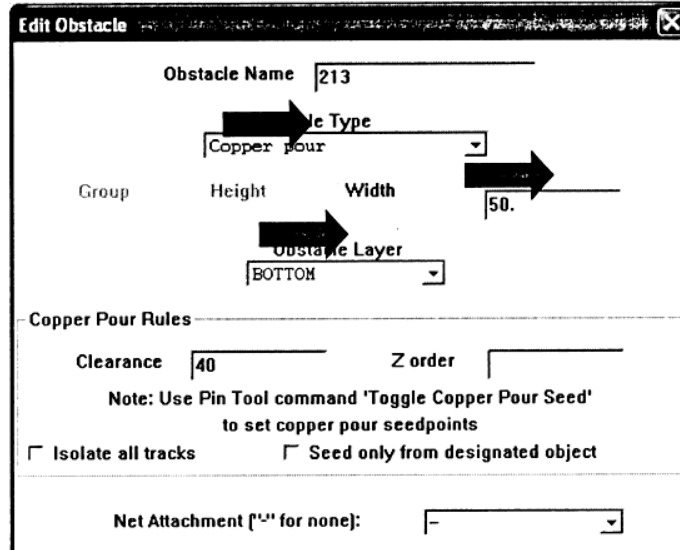 Edit Obstacle
Obstacle Name 213
le Type
Copper pour
Group Height Width 50.
Obstacle Layer
BOTTOM
Copper Pour Rules
Clearance 40 Z order
Note: Use Pin Tool command 'Toggle Copper Pour Seed'
to set copper pour seedpoints
Isolate all tracks Seed only from designated object
Net Attachment ("-" for none): -